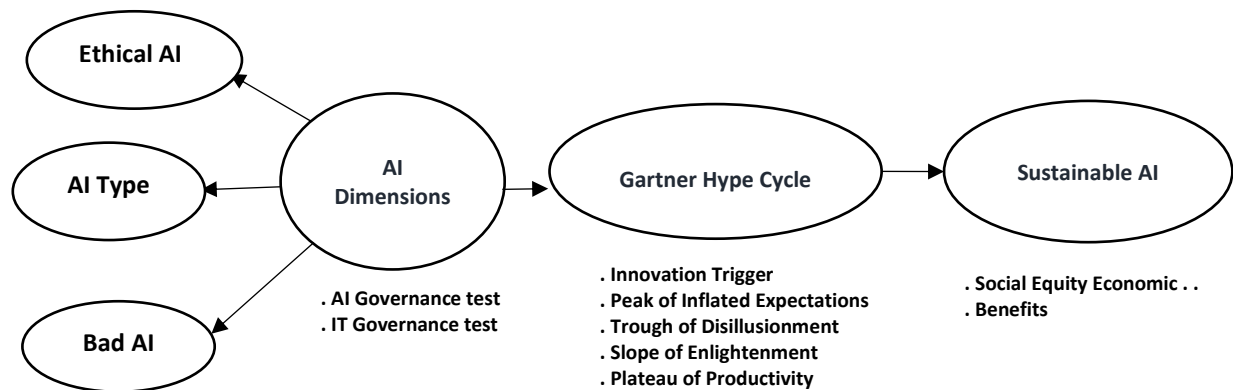 Ethical AI
AI Type
Bad AI
AI
Dimensions
. AI Governance test
. IT Governance test
Gartner Hype Cycle
. Innovation Trigger
. Peak of Inflated Expectations
. Trough of Disillusionment
. Slope of Enlightenment
. Plateau of Productivity
Sustainable AI
. Social Equity Economic . .
. Benefits